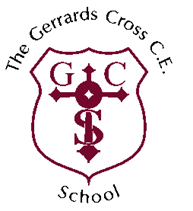 The Gerrards Cross C.E.
G C
S
School